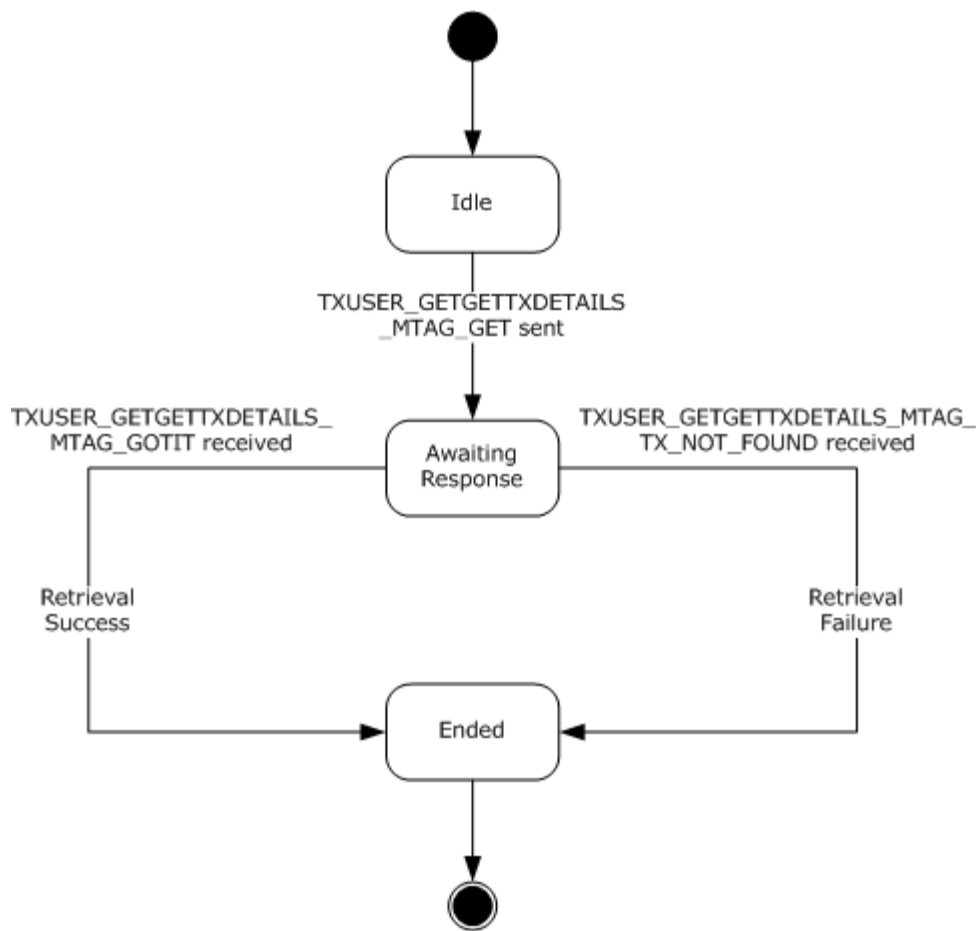 Idle
TXUSER_GETGETTXDETAILS
_MTAG_GET sent
TXUSER_GETGETTXDETAILS_
MTAG_GOTIT received
TXUSER_GETGETTXDETAILS_MTAG_
TX_NOT_FOUND received
Awaiting
Response
Retrieval
Success
Retrieval
Failure
Ended